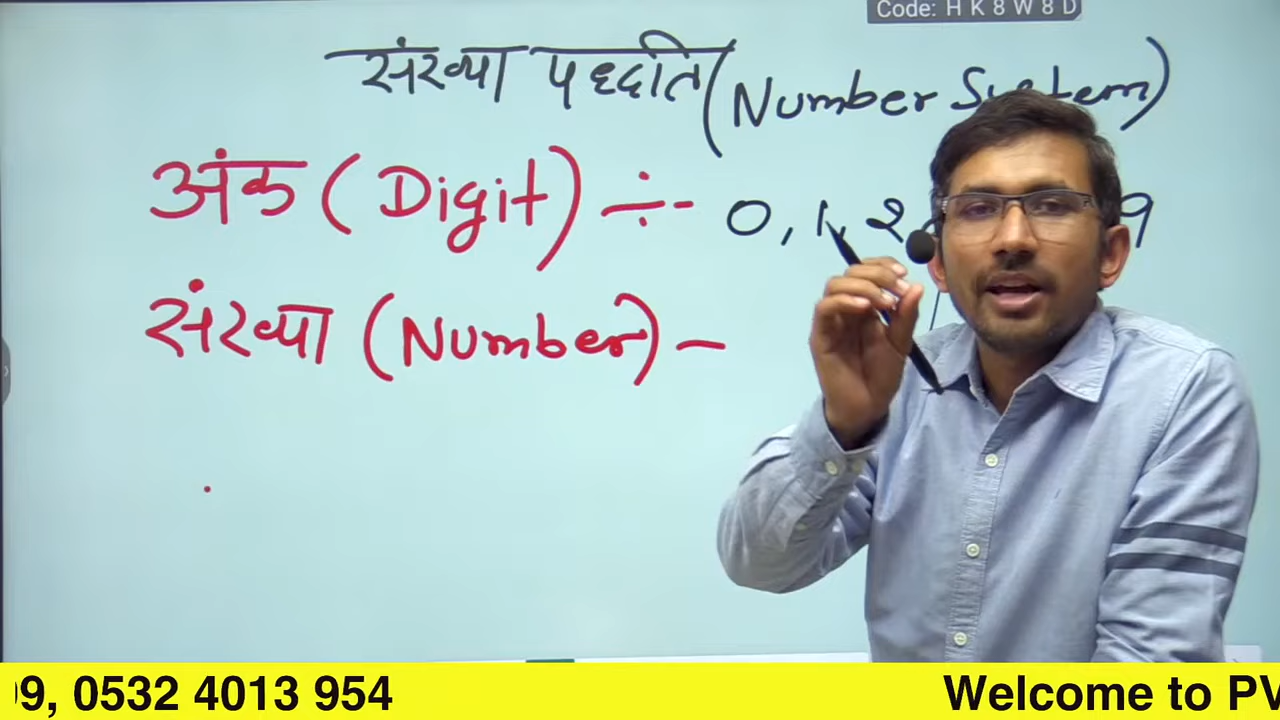 Code: H K 8 W 8 D
संख्या पद्धति (Number System)
अंक (Digit) ÷- 0, 1, 2, 9
संख्या (Number) -
99, 0532 4013 954 Welcome to PV